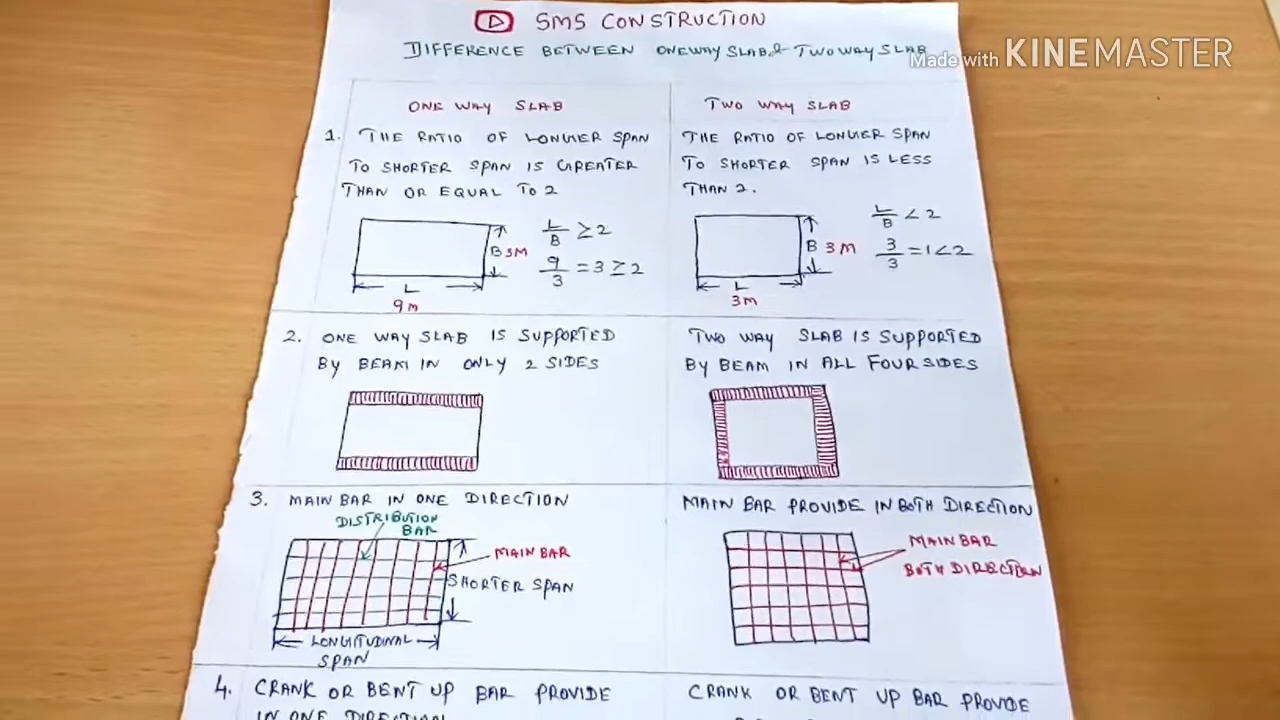 SMS CONSTRUCTION
DIFFERENCE BETWEEN ONEWAY SLAB & TWO WAY SLAB
Made with KINEMASTER
ONE WAY SLAB
TWO WAY SLAB
1. THE RATIO OF LONGER SPAN
TO SHORTER SPAN IS GREATER
THAN OR EQUAL TO 2
L/B ≥ 2
B 3M
9/3 = 3 ≥ 2
L
9M
THE RATIO OF LONGER SPAN
TO SHORTER SPAN IS LESS
THAN 2.
L/B < 2
B 3M
3/3 = 1 < 2
L
3M
2. ONE WAY SLAB IS SUPPORTED
BY BEAM IN ONLY 2 SIDES
TWO WAY SLAB IS SUPPORTED
BY BEAM IN ALL FOUR SIDES
3. MAIN BAR IN ONE DIRECTION
DISTRIBUTION
BAR
MAIN BAR
SHORTER SPAN
LONGITUDINAL
SPAN
MAIN BAR PROVIDE IN BOTH DIRECTION
MAIN BAR
BOTH DIRECTION
4. CRANK OR BENT UP BAR PROVIDE
IN ONE DIRECTION
CRANK OR BENT UP BAR PROVIDE